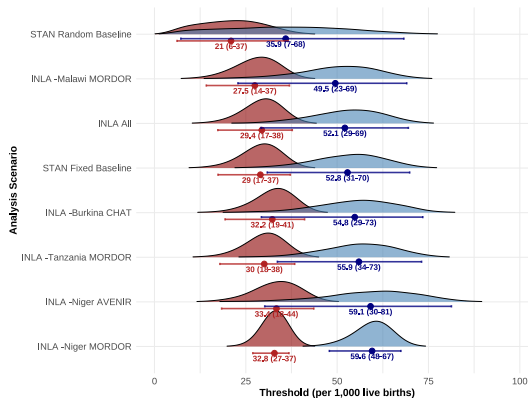 STAN Random Baseline
21 (6-37)
35.9 (7-68)
INLA -Malawi MORDOR
27.5 (14-37)
49.5 (23-69)
INLA All
29.4 (17-38)
52.1 (29-69)
STAN Fixed Baseline
29 (17-37)
52.8 (31-70)
INLA -Burkina CHAT
32.2 (19-41)
54.8 (29-73)
INLA -Tanzania MORDOR
30 (18-38)
55.9 (34-73)
INLA -Niger AVENIR
59.1 (30-81)
INLA -Niger MORDOR
32.8 (27-37)
59.6 (48-67)
0 25 50 75 100
Threshold (per 1,000 live births)
Analysis Scenario